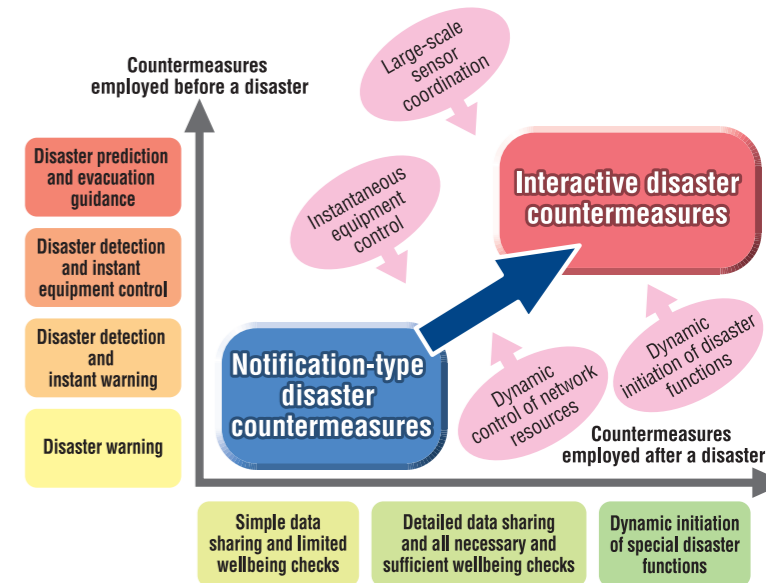 Countermeasures
employed before a disaster
Large-scale
sensor
coordination
Disaster prediction
and evacuation
guidance
Instantaneous
equipment
control
Interactive disaster
countermeasures
Disaster detection
and instant
equipment control
Disaster detection
and
instant warning
Notification-type
disaster
countermeasures
Dynamic
control of network
resources
Dynamic
initiation of disaster
functions
Disaster warning
Countermeasures
employed after a disaster
Simple data
sharing and limited
wellbeing checks
Detailed data sharing
and all necessary and
sufficient wellbeing checks
Dynamic initiation
of special disaster
functions